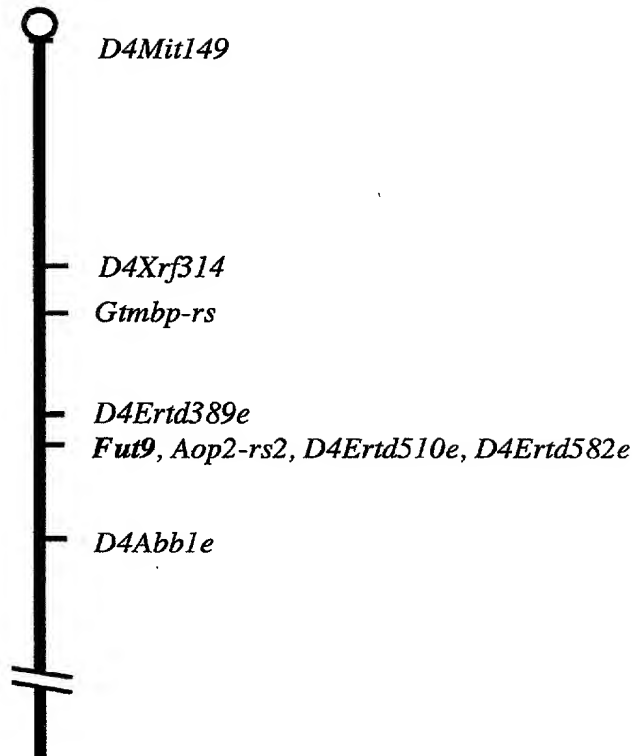 D4Mit149
D4Xrf314
Gtmbp-rs
D4Ertd389e
Fut9, Aop2-rs2, D4Ertd510e, D4Ertd582e
D4Abb1e